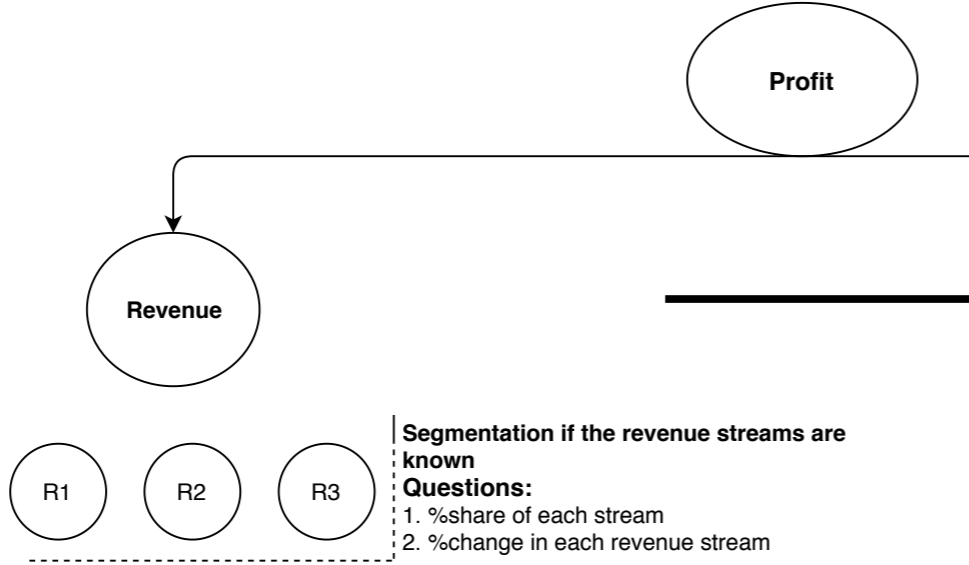 Profit
Revenue
R1 R2 R3
Segmentation if the revenue streams are
known
Questions:
1. %share of each stream
2. %change in each revenue stream